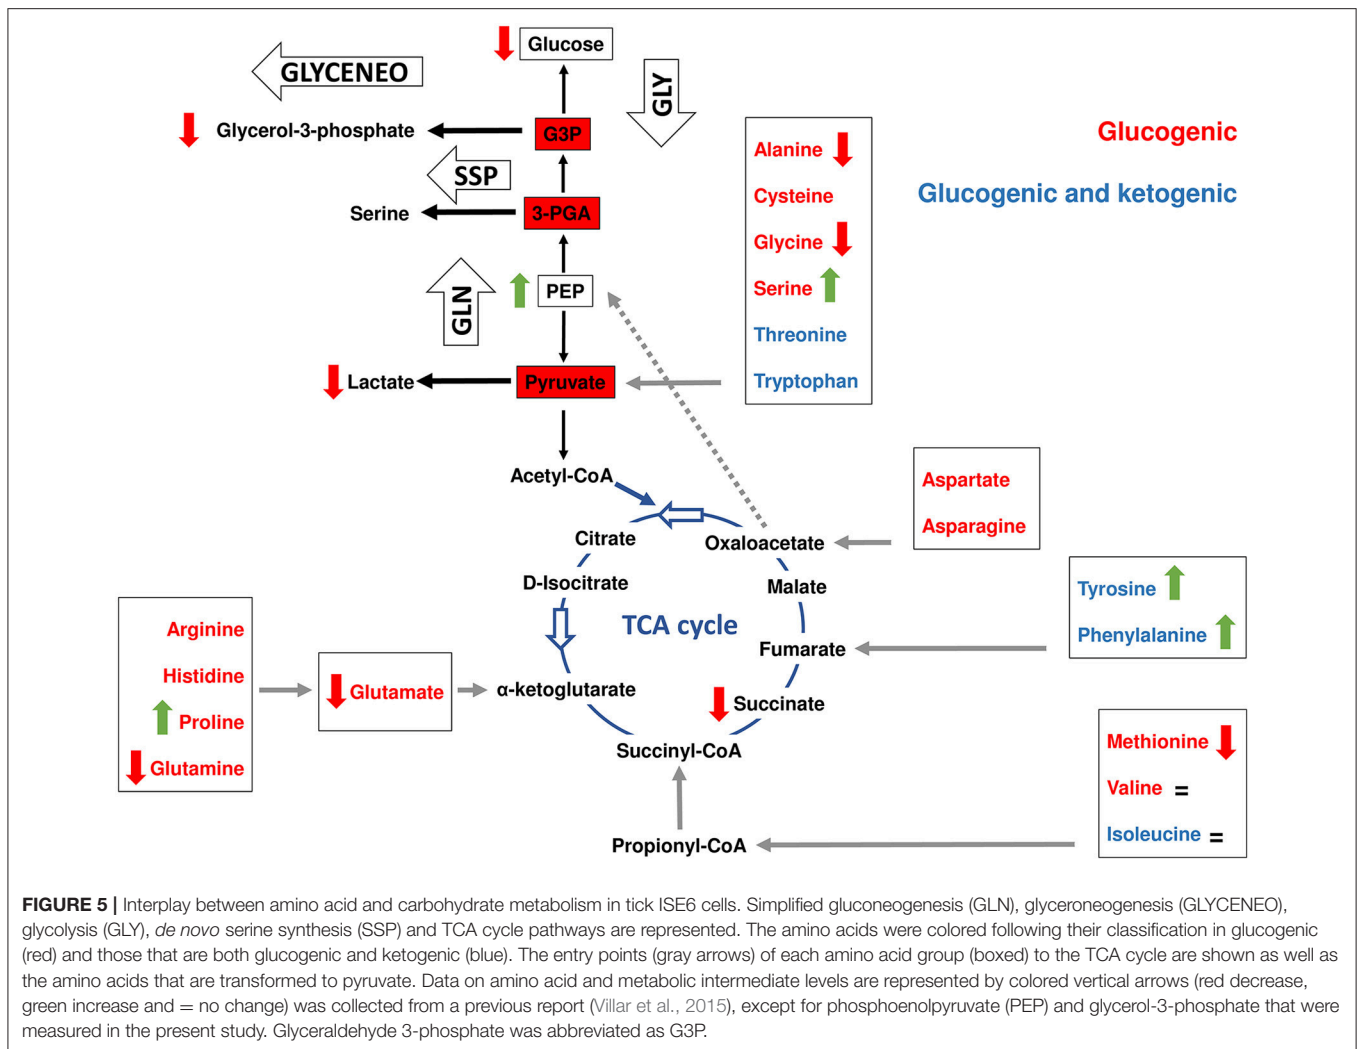 Glucose
GLYCENEO
GLY
Glycerol-3-phosphate
G3P
SSP
Serine
3-PGA
GLN
PEP
Lactate
Pyruvate
Acetyl-CoA
Alanine
Cysteine
Glycine
Serine
Threonine
Tryptophan
Glucogenic
Glucogenic and ketogenic
Aspartate
Asparagine
Citrate
Oxaloacetate
D-Isocitrate
Malate
TCA cycle
Fumarate
Tyrosine
Phenylalanine
Arginine
Histidine
Proline
Glutamine
Glutamate
α-ketoglutarate
Succinate
Succinyl-CoA
Propionyl-CoA
Methionine
Valine =
Isoleucine =
FIGURE 5 | Interplay between amino acid and carbohydrate metabolism in tick ISE6 cells. Simplified gluconeogenesis (GLN), glyceroneogenesis (GLYCENEO),
glycolysis (GLY), de novo serine synthesis (SSP) and TCA cycle pathways are represented. The amino acids were colored following their classification in glucogenic
(red) and those that are both glucogenic and ketogenic (blue). The entry points (gray arrows) of each amino acid group (boxed) to the TCA cycle are shown as well as
the amino acids that are transformed to pyruvate. Data on amino acid and metabolic intermediate levels are represented by colored vertical arrows (red decrease,
green increase and = no change) was collected from a previous report (Villar et al., 2015), except for phosphoenolpyruvate (PEP) and glycerol-3-phosphate that were
measured in the present study. Glyceraldehyde 3-phosphate was abbreviated as G3P.